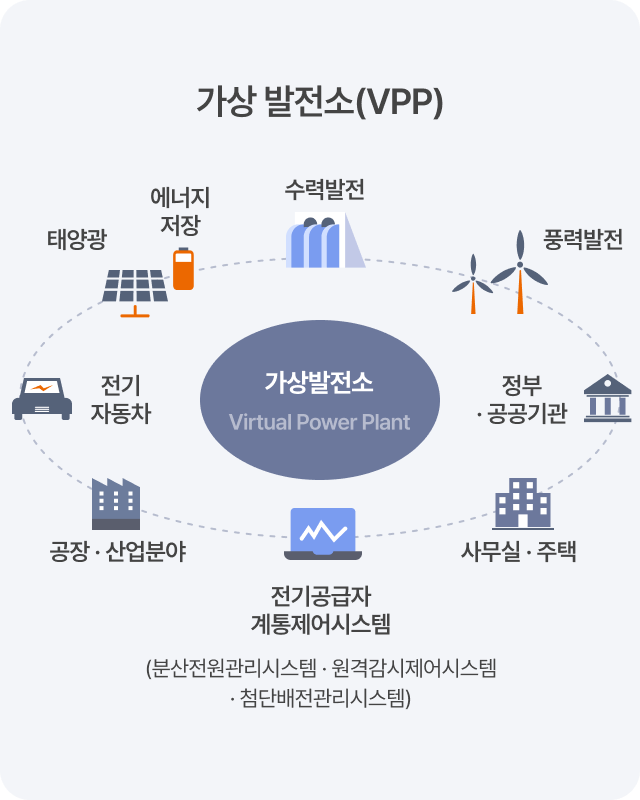 가상 발전소(VPP)
수력발전
에너지
저장
태양광
풍력발전
가상발전소
Virtual Power Plant
전기
자동차
정부
· 공공기관
공장 · 산업분야
사무실 · 주택
전기공급자
계통제어시스템
(분산전원관리시스템 · 원격감시제어시스템
· 첨단배전관리시스템)